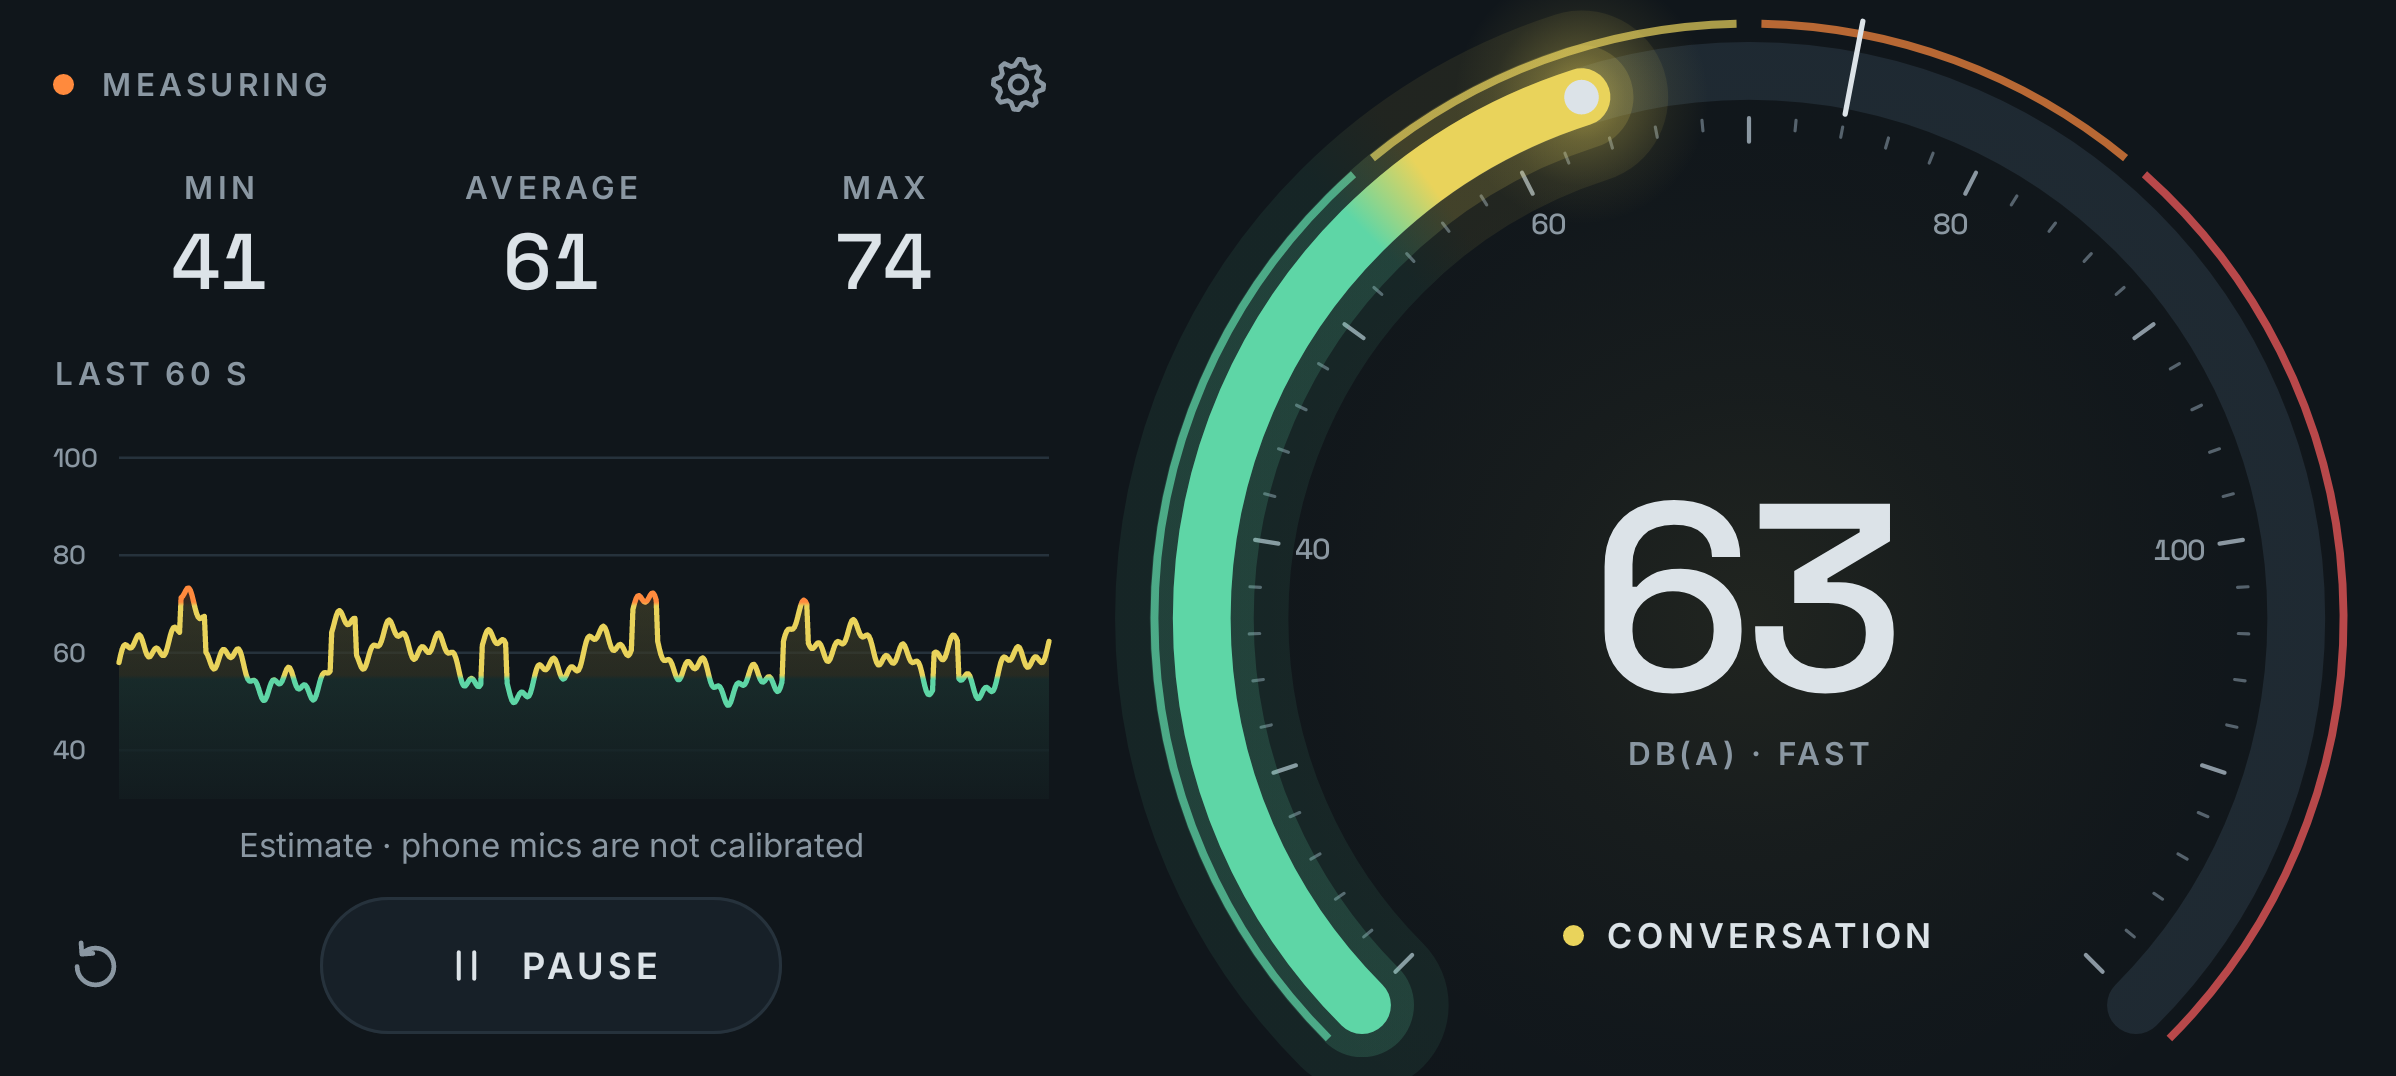 MEASURING
MIN
AVERAGE
MAX
41
61
74
LAST 60 S
100
80
60
40
Estimate · phone mics are not calibrated
PAUSE
60
80
40
100
63
DB(A) · FAST
CONVERSATION